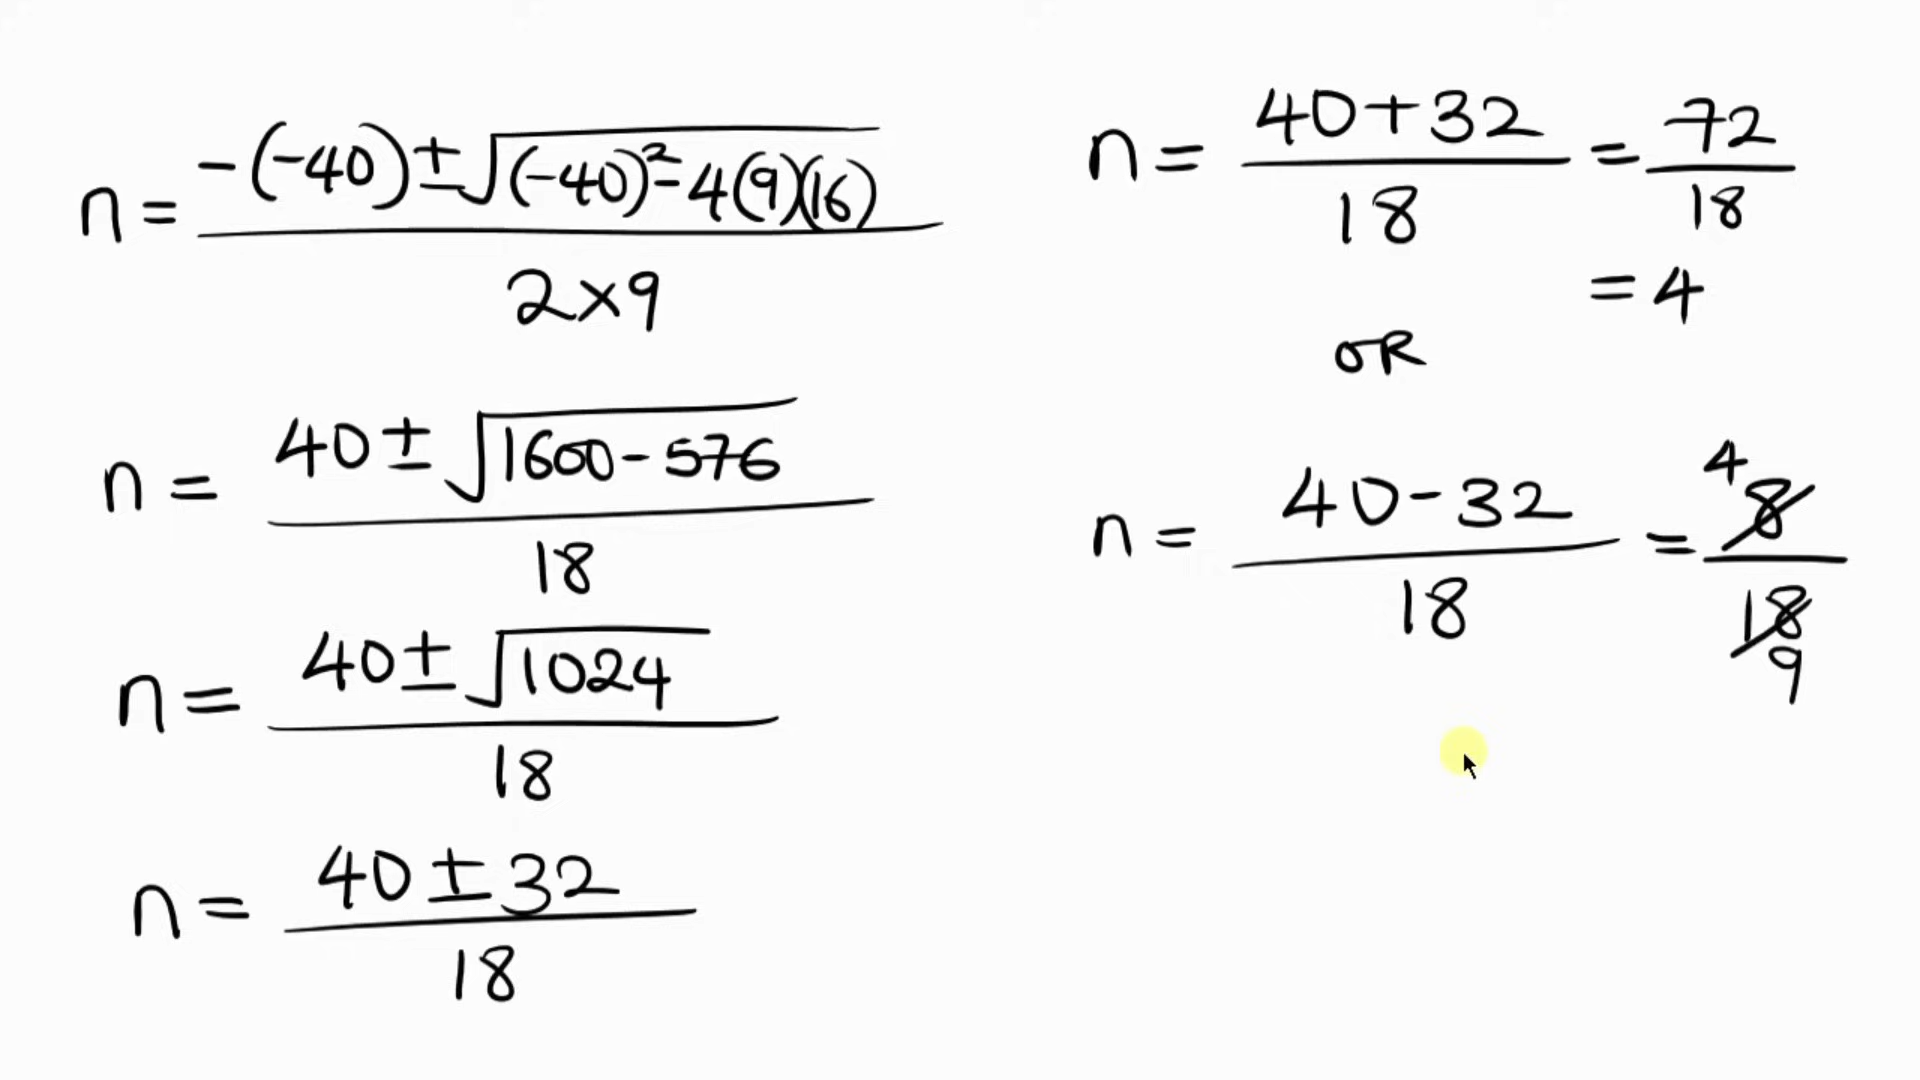 n = -(-40) ± √((-40)² - 4(9)(16)) / 2×9
n = 40 ± √(1600 - 576) / 18
n = 40 ± √1024 / 18
n = 40 ± 32 / 18
n = 40 + 32 / 18 = 72 / 18
= 4
OR
n = 40 - 32 / 18 = 4 8 / 18 9